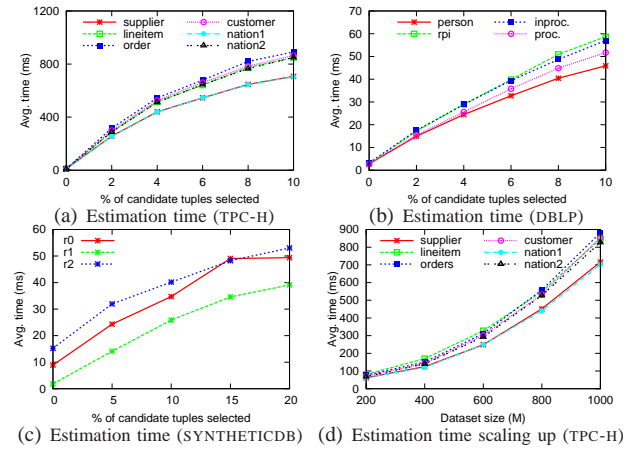 1200
800
400
0
Avg. time (ms)
supplier
lineitem
order
customer
nation1
nation2
0 2 4 6 8 10
% of candidate tuples selected
(a) Estimation time (TPC-H)
70
60
50
40
30
20
10
0
Avg. time (ms)
person
rpi
inproc.
proc.
0 2 4 6 8 10
% of candidate tuples selected
(b) Estimation time (DBLP)
60
50
40
30
20
10
0
Avg. time (ms)
r0
r1
r2
0 5 10 15 20
% of candidate tuples selected
(c) Estimation time (SYNTHETICDB)
900
800
700
600
500
400
300
200
100
0
Avg. time (ms)
supplier
lineitem
orders
customer
nation1
nation2
200 400 600 800 1000
Dataset size (M)
(d) Estimation time scaling up (TPC-H)